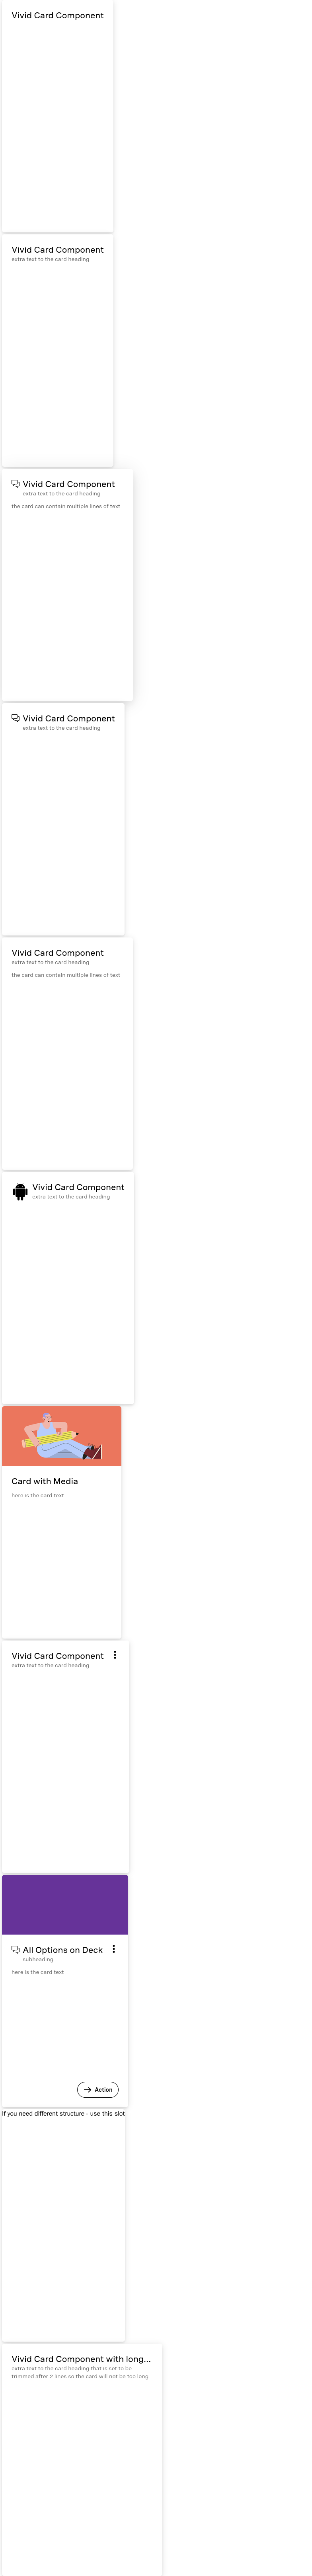 Vivid Card Component
Vivid Card Component
extra text to the card heading
Vivid Card Component
extra text to the card heading
the card can contain multiple lines of text
Vivid Card Component
extra text to the card heading
Vivid Card Component
extra text to the card heading
the card can contain multiple lines of text
Vivid Card Component
extra text to the card heading
Card with Media
here is the card text
Vivid Card Component
extra text to the card heading
All Options on Deck
subheading
here is the card text
Action
If you need different structure - use this slot
Vivid Card Component with long...
extra text to the card heading that is set to be
trimmed after 2 lines so the card will not be too long